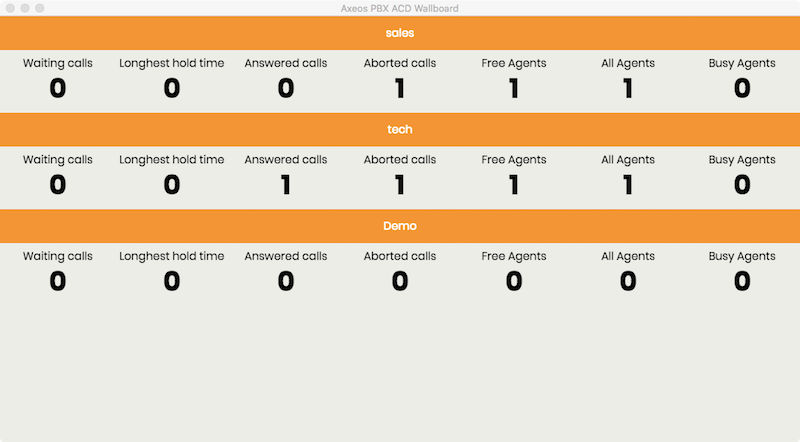 Axeos PBX ACD Wallboard
sales
Waiting calls Longhest hold time Answered calls Aborted calls Free Agents All Agents Busy Agents
0 0 0 1 1 1 0
tech
Waiting calls Longhest hold time Answered calls Aborted calls Free Agents All Agents Busy Agents
0 0 1 1 1 1 0
Demo
Waiting calls Longhest hold time Answered calls Aborted calls Free Agents All Agents Busy Agents
0 0 0 0 0 0 0